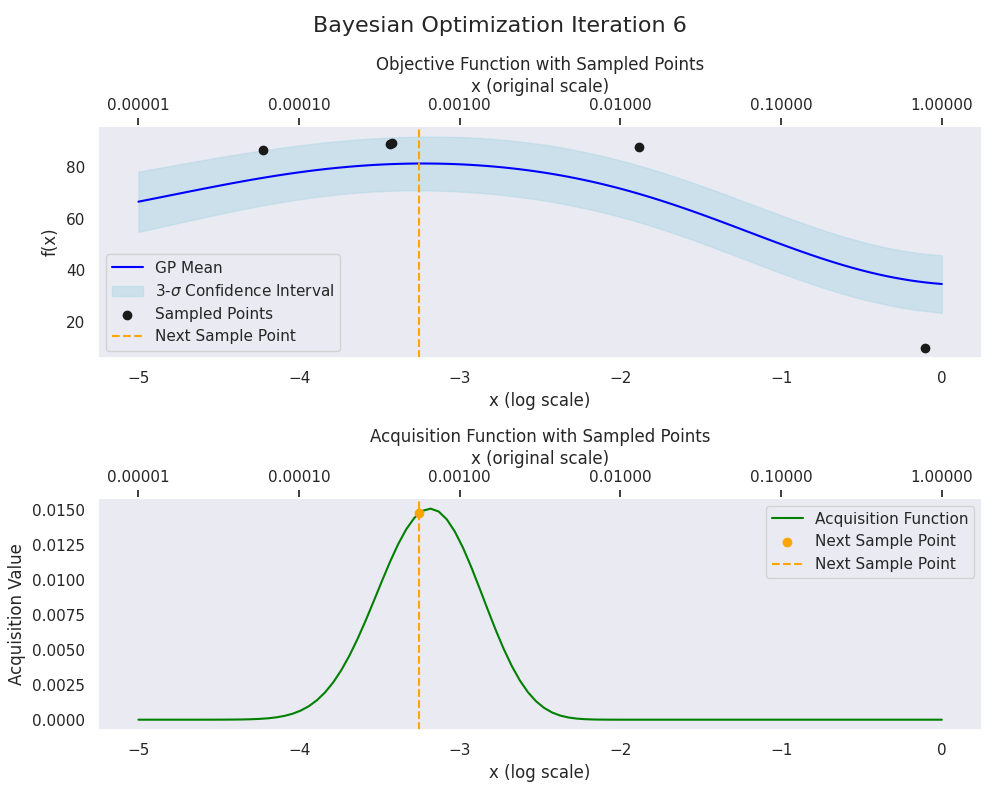 Bayesian Optimization Iteration 6
Objective Function with Sampled Points
x (original scale)
0.00001 0.00010 0.00100 0.01000 0.10000 1.00000
80
60
40
20
f(x)
GP Mean
3-σ Confidence Interval
Sampled Points
Next Sample Point
−5 −4 −3 −2 −1 0
x (log scale)
Acquisition Function with Sampled Points
x (original scale)
0.00001 0.00010 0.00100 0.01000 0.10000 1.00000
0.0150
0.0125
0.0100
0.0075
0.0050
0.0025
0.0000
Acquisition Value
Acquisition Function
Next Sample Point
Next Sample Point
−5 −4 −3 −2 −1 0
x (log scale)